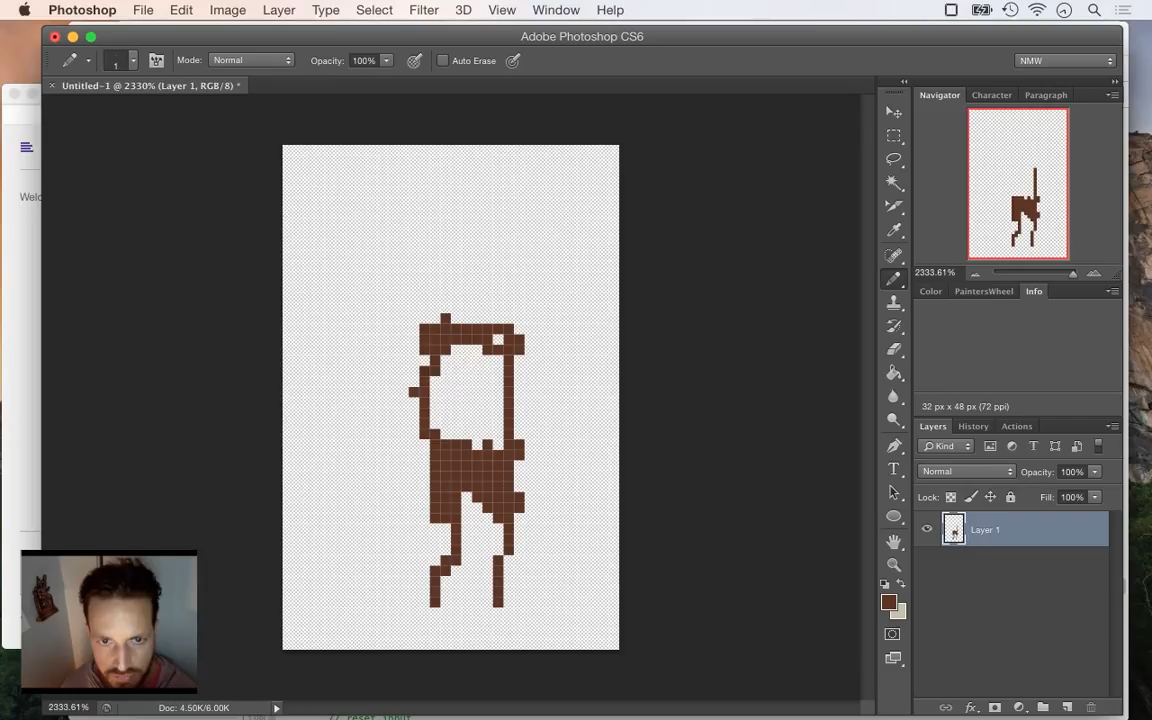 Photoshop File Edit Image Layer Type Select Filter 3D View Window Help
Adobe Photoshop CS6
1 Mode: Normal Opacity: 100% Auto Erase NMW
× Untitled-1 @ 2330% (Layer 1, RGB/8) *
Navigator Character Paragraph
Welc
2333.61%
Color PaintersWheel Info
32 px x 48 px (72 ppi)
Layers History Actions
Kind
Normal Opacity: 100%
Lock: Fill: 100%
Layer 1
2333.61% Doc: 4.50K/6.00K
// reset input